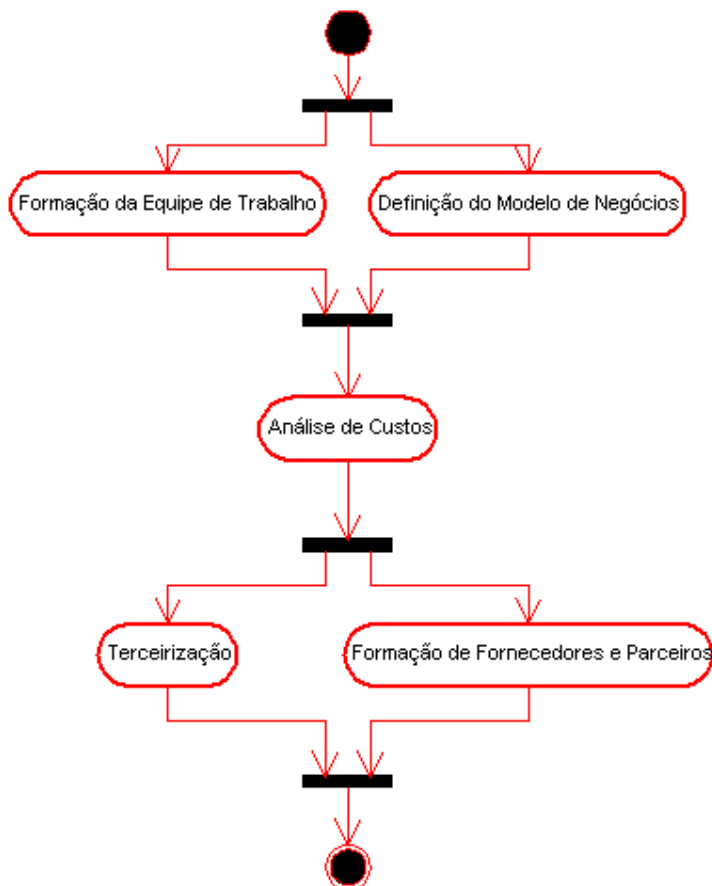 Formação da Equipe de Trabalho
Definição do Modelo de Negócios
Análise de Custos
Terceirização
Formação de Fornecedores e Parceiros